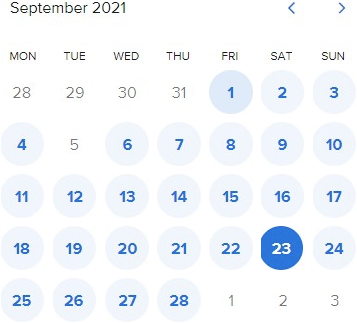 September 2021
MON TUE WED THU FRI SAT SUN
28 29 30 31 1 2 3
4 5 6 7 8 9 10
11 12 13 14 15 16 17
18 19 20 21 22 23 24
25 26 27 28 1 2 3